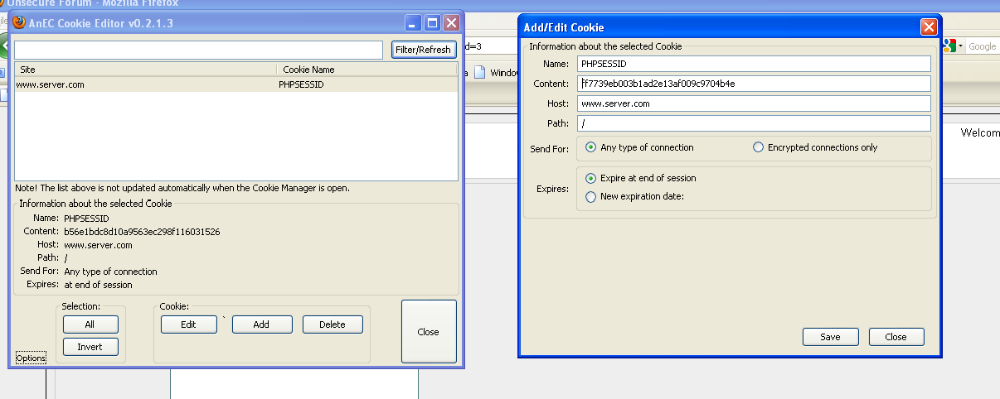 Unsecure Forum - Mozilla Firefox
AnEC Cookie Editor v0.2.1.3
Filter/Refresh
Site Cookie Name
www.server.com PHPSESSID
Note! The list above is not updated automatically when the Cookie Manager is open.
Information about the selected Cookie
Name: PHPSESSID
Content: b56e1bdc8d10a9563ec298f116031526
Host: www.server.com
Path: /
Send For: Any type of connection
Expires: at end of session
Selection:
All
Invert
Cookie:
Edit ` Add Delete
Close
Options
d=3
Google
Window
Welcom
Add/Edit Cookie
Information about the selected Cookie
Name: PHPSESSID
Content: ff7739eb003b1ad2e13af009c9704b4e
Host: www.server.com
Path: /
Send For: Any type of connection Encrypted connections only
Expires: Expire at end of session
New expiration date:
Save Close